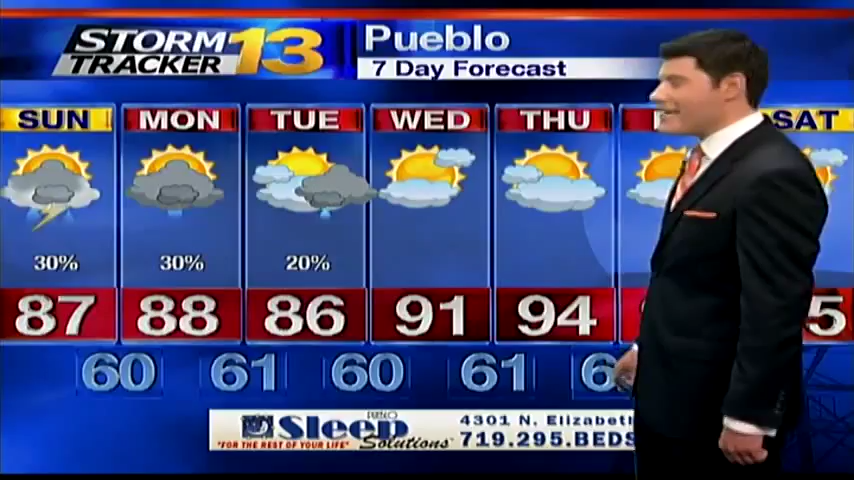 STORM TRACKER 13
Pueblo
7 Day Forecast
SUN MON TUE WED THU SAT
30% 30% 20%
87 88 86 91 94 5
60 61 60 61 6
PUEBLO
Sleep
Solutions
"FOR THE REST OF YOUR LIFE"
4301 N. Elizabeth
719.295.BEDS